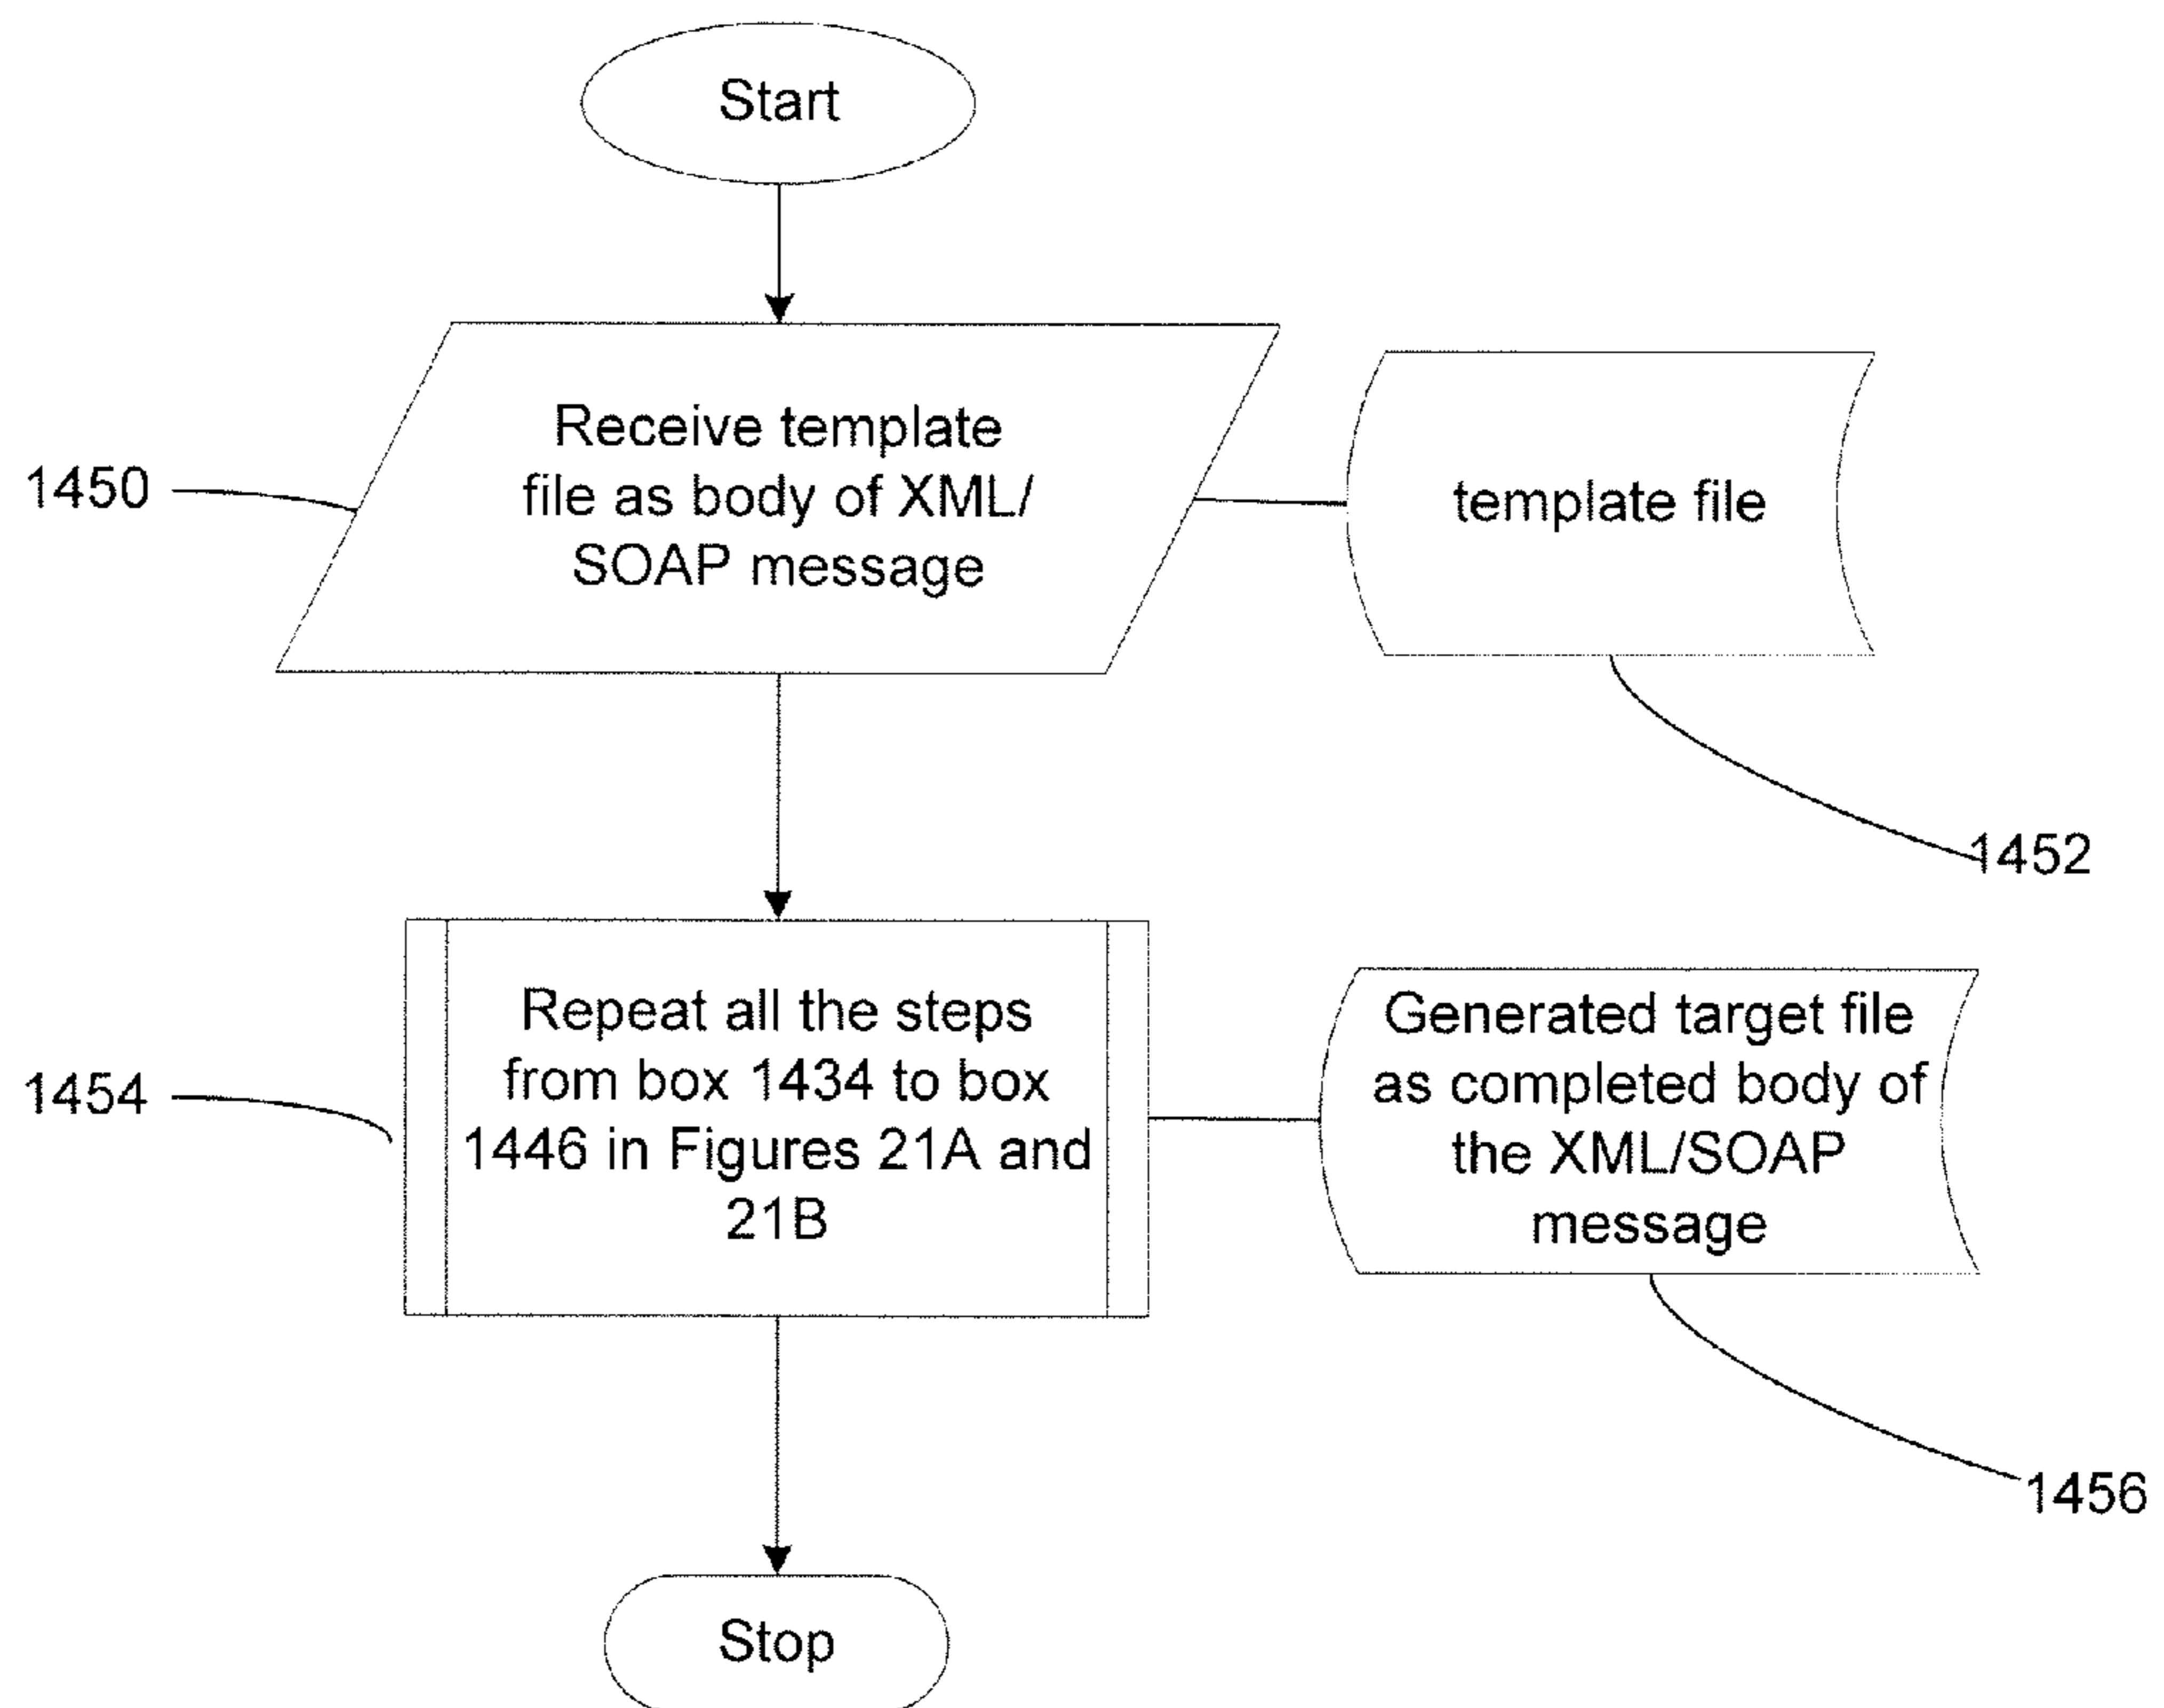 Start
Receive template
file as body of XML/
SOAP message
1450
template file
1452
Repeat all the steps
from box 1434 to box
1446 in Figures 21A and
21B
1454
Generated target file
as completed body of
the XML/SOAP
message
1456
Stop